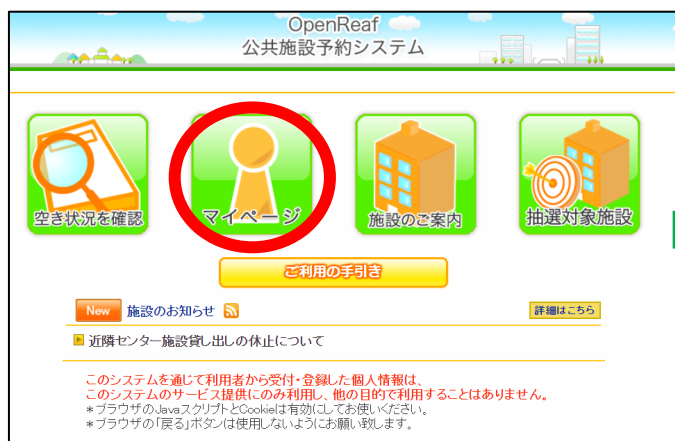 OpenReaf
公共施設予約システム
空き状況を確認
マイページ
施設のご案内
抽選対象施設
ご利用の手引き
New 施設のお知らせ 詳細はこちら
近隣センター施設貸し出しの休止について
このシステムを通じて利用者から受付・登録した個人情報は、
このシステムのサービス提供にのみ利用し、他の目的で利用することはありません。
*ブラウザのJavaスクリプトとCookieは有効にしてお使いください。
*ブラウザの「戻る」ボタンは使用しないようにお願い致します。